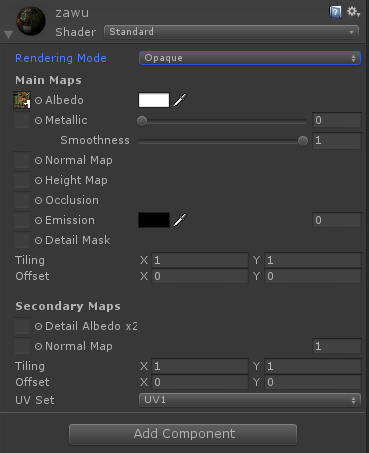 zawu
Shader Standard
Rendering Mode Opaque
Main Maps
Albedo
Metallic 0
Smoothness 1
Normal Map
Height Map
Occlusion
Emission 0
Detail Mask
Tiling X 1 Y 1
Offset X 0 Y 0
Secondary Maps
Detail Albedo x2
Normal Map 1
Tiling X 1 Y 1
Offset X 0 Y 0
UV Set UV1
Add Component